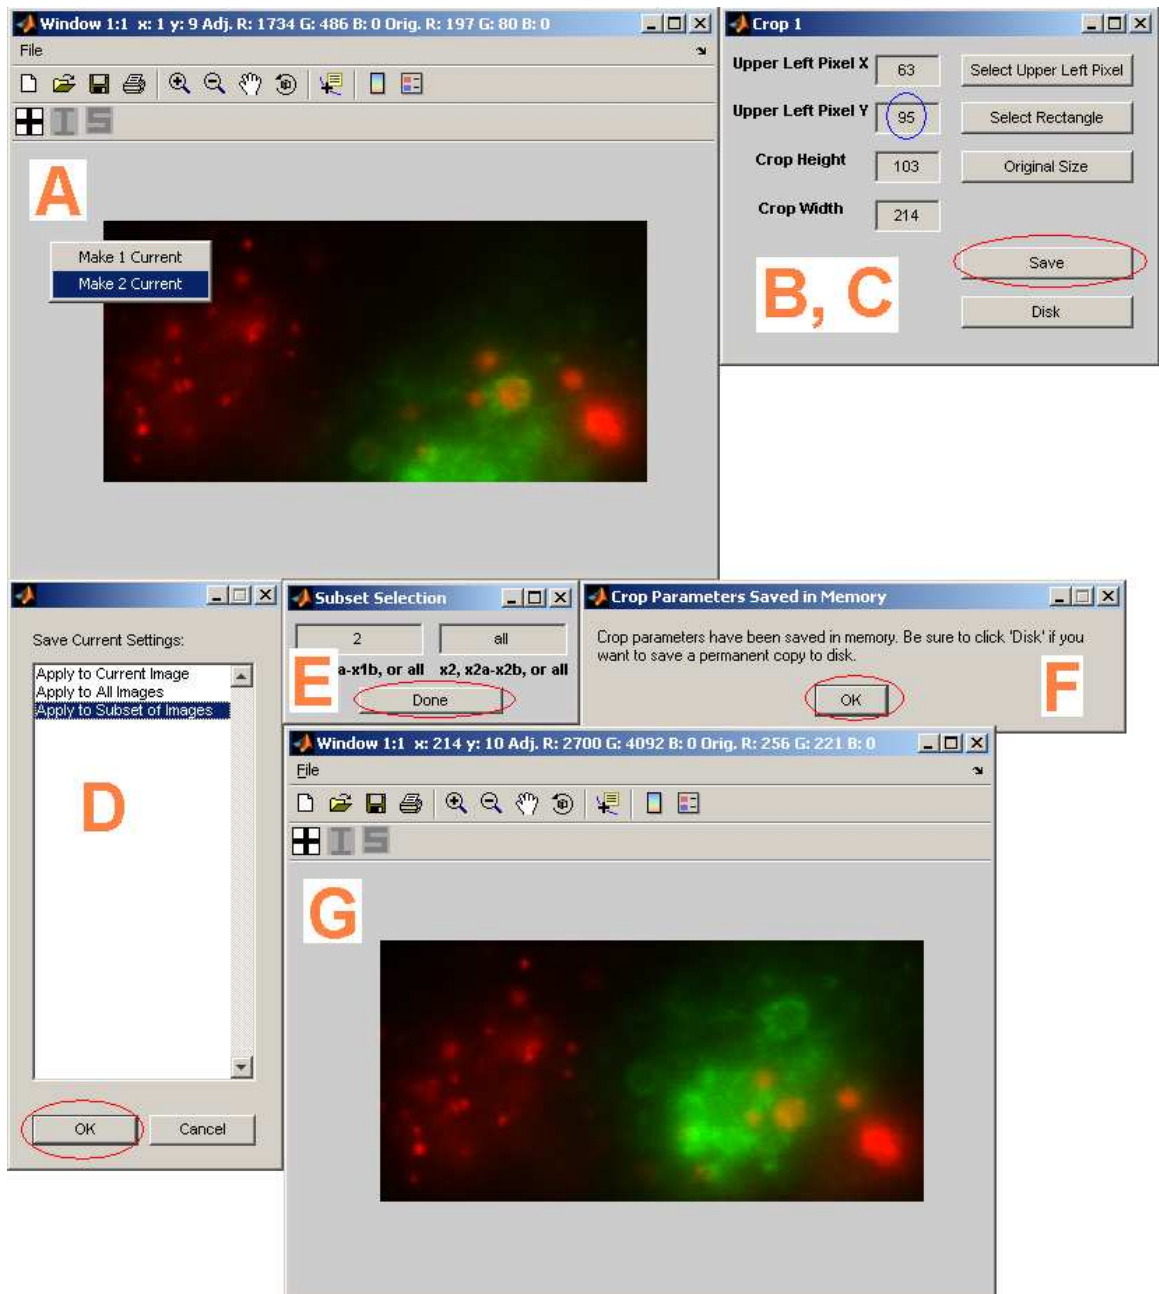 Window 1:1 x: 1 y: 9 Adj. R: 1734 G: 486 B: 0 Orig. R: 197 G: 80 B: 0
File
A
Make 1 Current
Make 2 Current
Crop 1
Upper Left Pixel X 63 Select Upper Left Pixel
Upper Left Pixel Y 95 Select Rectangle
Crop Height 103 Original Size
Crop Width 214
Save
B, C
Disk
Save Current Settings:
Apply to Current Image
Apply to All Images
Apply to Subset of Images
D
OK Cancel
Subset Selection
2 all
E
a-x1b, or all x2, x2a-x2b, or all
Done
Crop Parameters Saved in Memory
Crop parameters have been saved in memory. Be sure to click 'Disk' if you
want to save a permanent copy to disk.
OK
F
Window 1:1 x: 214 y: 10 Adj. R: 2700 G: 4092 B: 0 Orig. R: 256 G: 221 B: 0
File
G